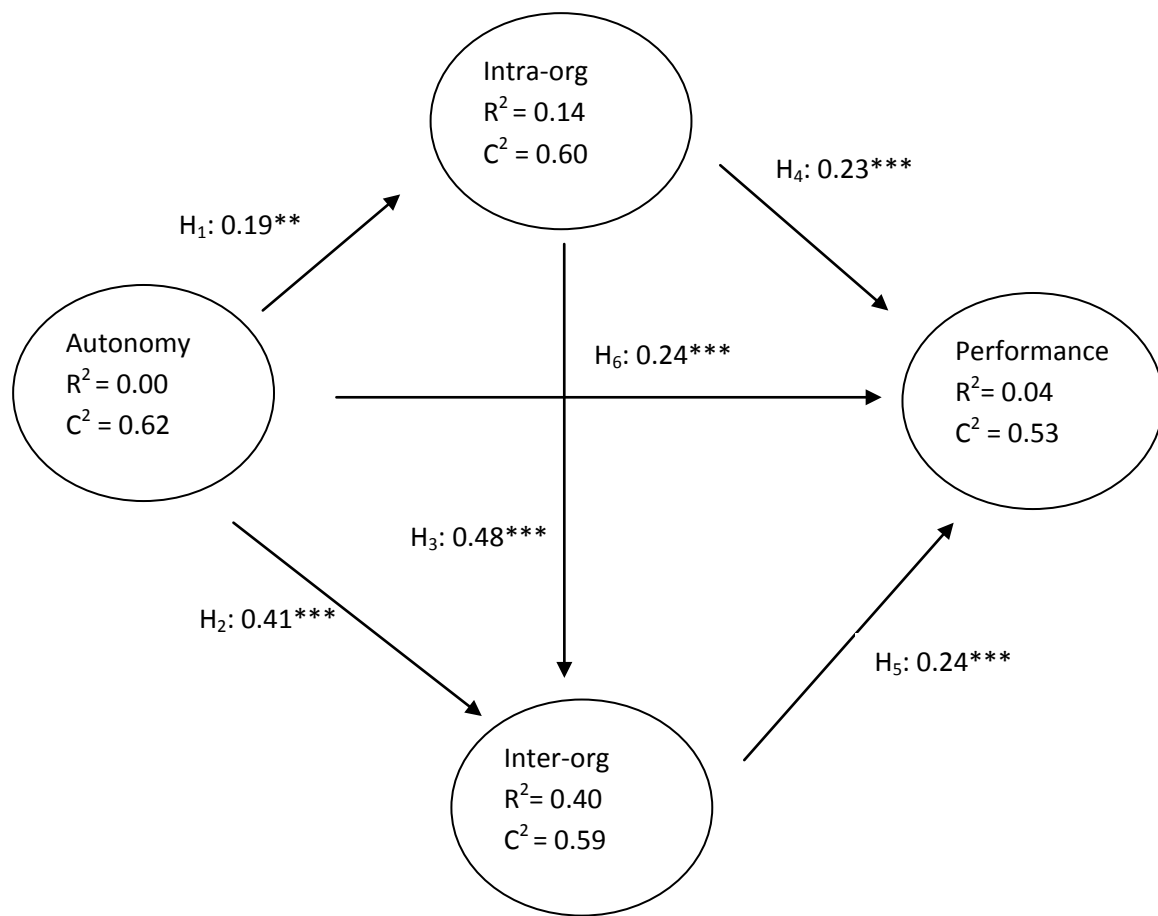 Intra-org
R² = 0.14
C² = 0.60
H₄: 0.23***
H₁: 0.19**
Autonomy
R² = 0.00
C² = 0.62
H₆: 0.24***
Performance
R²= 0.04
C² = 0.53
H₃: 0.48***
H₂: 0.41***
H₅: 0.24***
Inter-org
R²= 0.40
C² = 0.59